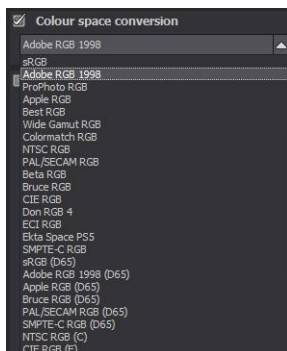 Colour space conversion
Adobe RGB 1998
sRGB
Adobe RGB 1998
ProPhoto RGB
Apple RGB
Best RGB
Wide Gamut RGB
Colormatch RGB
NTSC RGB
PAL/SECAM RGB
Beta RGB
Bruce RGB
CIE RGB
Don RGB 4
ECI RGB
Ekta Space PS5
SMPTE-C RGB
sRGB (D65)
Adobe RGB 1998 (D65)
Apple RGB (D65)
Bruce RGB (D65)
PAL/SECAM RGB (D65)
SMPTE-C RGB (D65)
NTSC RGB (C)
CIE RGB (E)